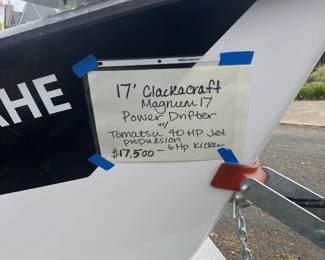 AHE
17' Clackacraft
Magnum 17
Power Drifter
w/
Tomatsu 40 HP Jet
propulsion
$17,500 - 6Hp Kicker